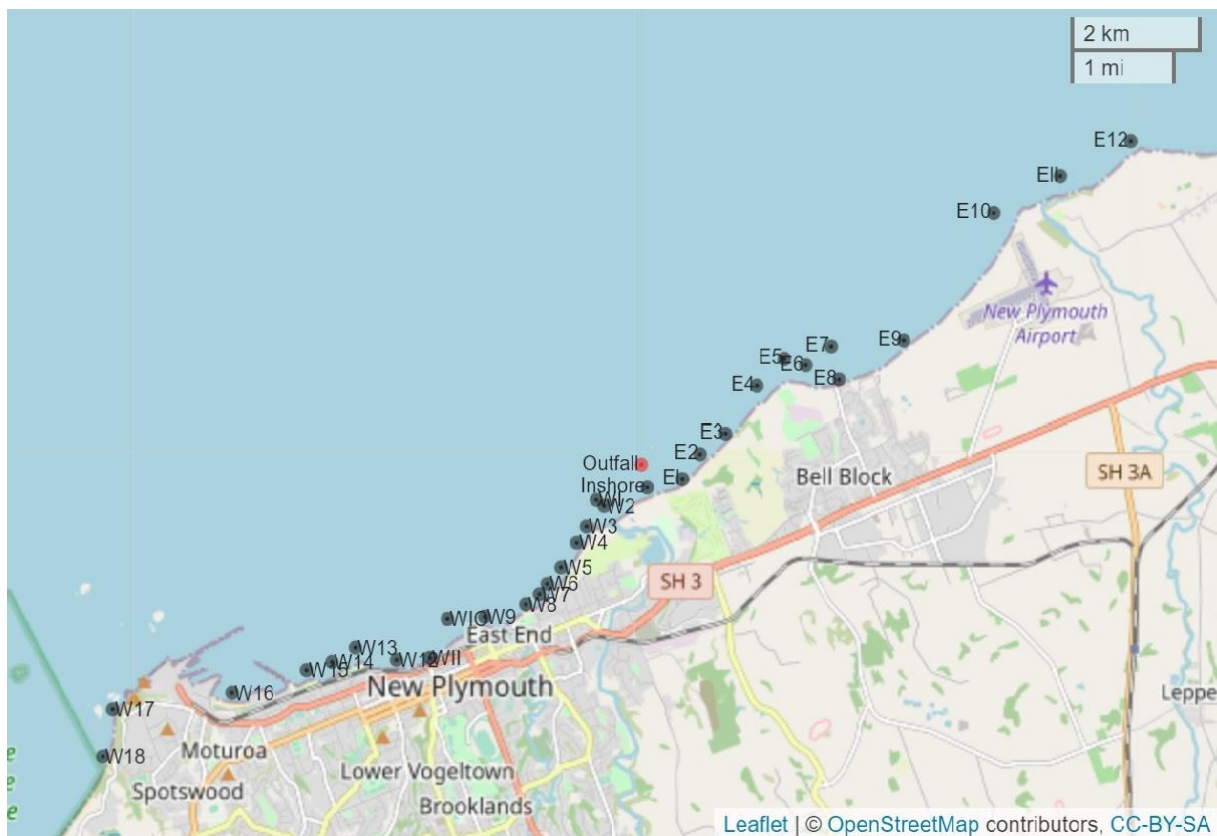 2 km
1 mi
E12
Ell
E10
New Plymouth
Airport
E7
E9
E5
E6
E8
E4
E3
E2
Outfall
SH 3A
Bell Block
El
Inshore
Wl
W2
W3
W4
W5
W6
SH 3
W7
W8
W9
WlO
East End
W13
W14
W12
Wll
W15
New Plymouth
W16
Leppe
W17
Moturoa
W18
Lower Vogeltown
Spotswood
Brooklands
e
e
e
Leaflet | © OpenStreetMap contributors, CC-BY-SA